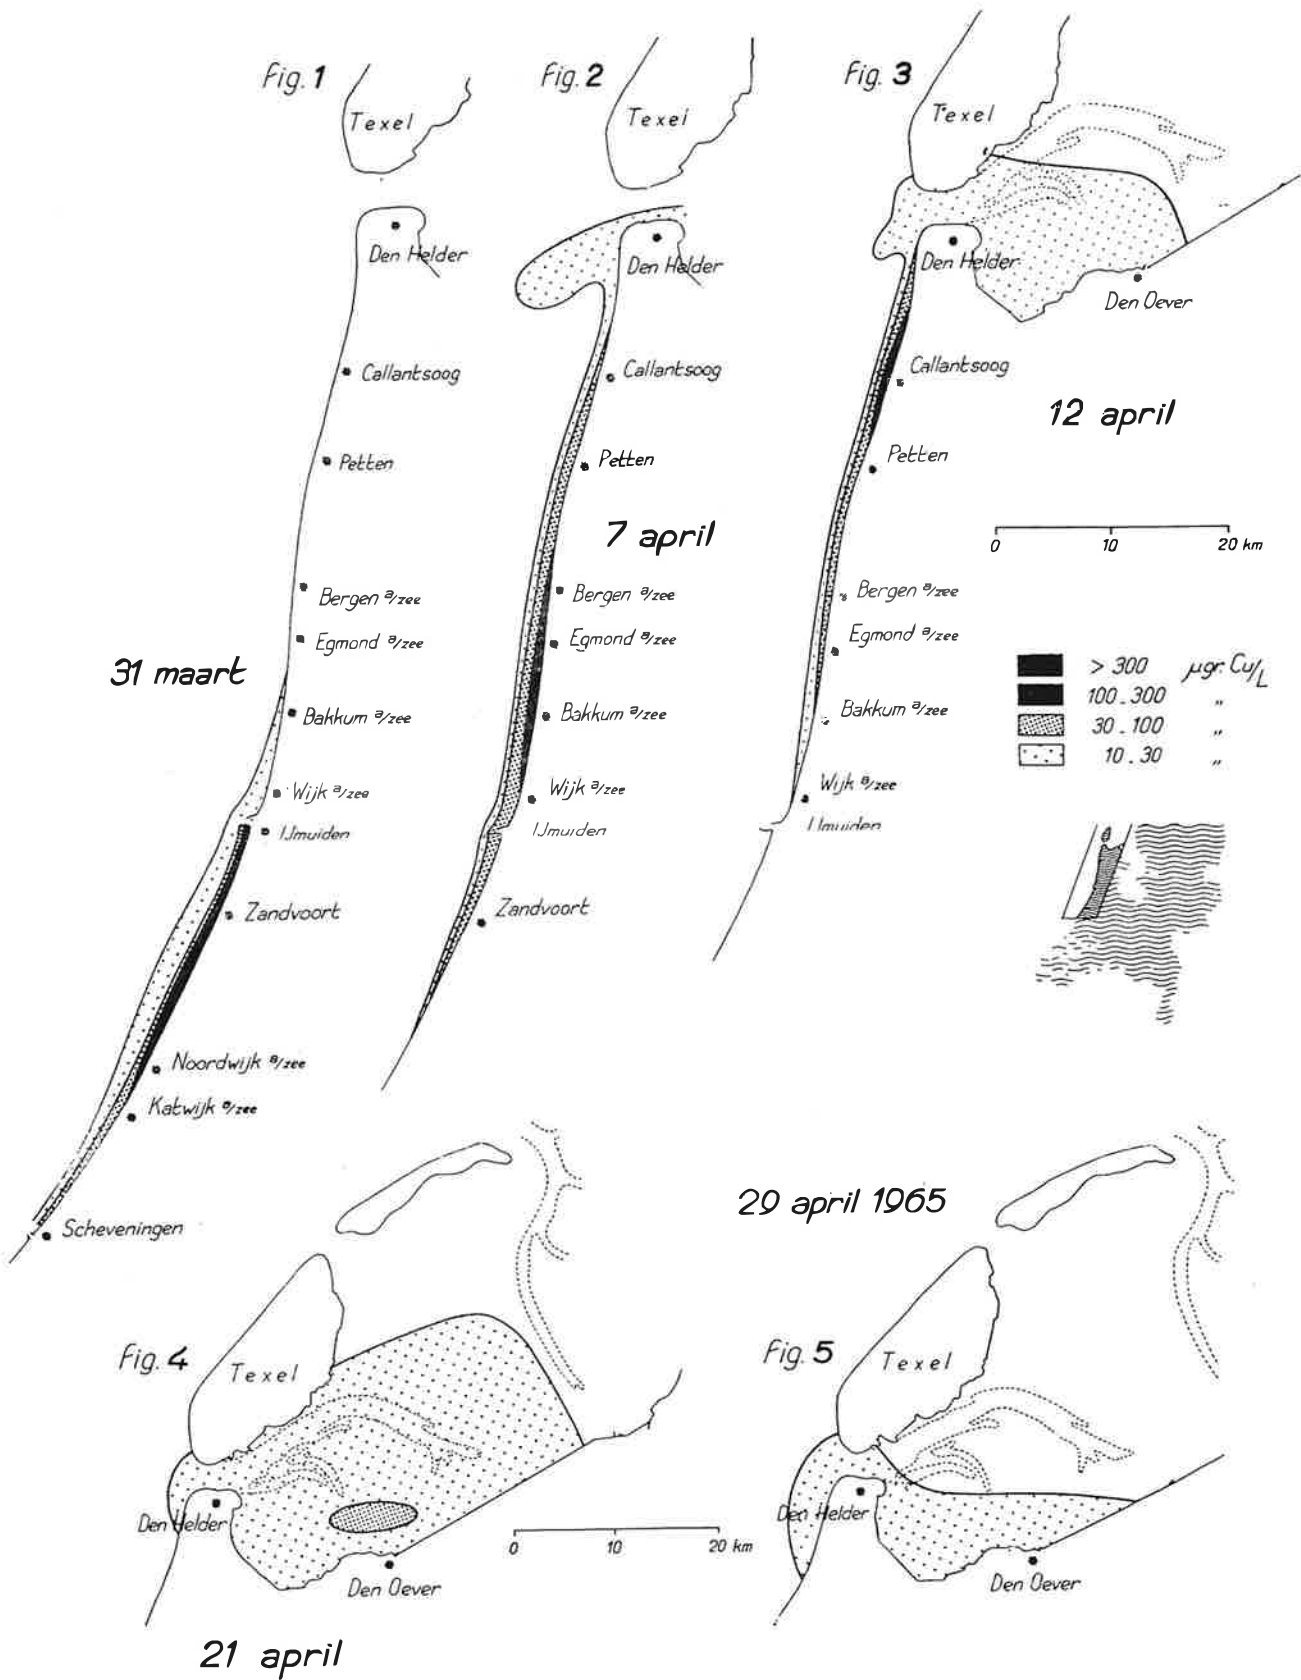 Fig. 1
Texel
Den Helder
Callantsoog
Petten
Bergen a/zee
Egmond a/zee
31 maart
Bakkum a/zee
Wijk a/zee
IJmuiden
Zandvoort
Noordwijk a/zee
Katwijk a/zee
Scheveningen
Fig. 2
Texel
Den Helder
Callantsoog
Petten
7 april
Bergen a/zee
Egmond a/zee
Bakkum a/zee
Wijk a/zee
IJmuiden
Zandvoort
Fig. 3
Texel
Den Helder
Den Oever
Callantsoog
12 april
Petten
0 10 20 km
Bergen a/zee
Egmond a/zee
Bakkum a/zee
Wijk a/zee
IJmuiden
> 300 µgr. Cu/L
100-300 "
30-100 "
10-30 "
Fig. 4
Texel
Den Helder
Den Oever
0 10 20 km
21 april
29 april 1965
Fig. 5
Texel
Den Helder
Den Oever